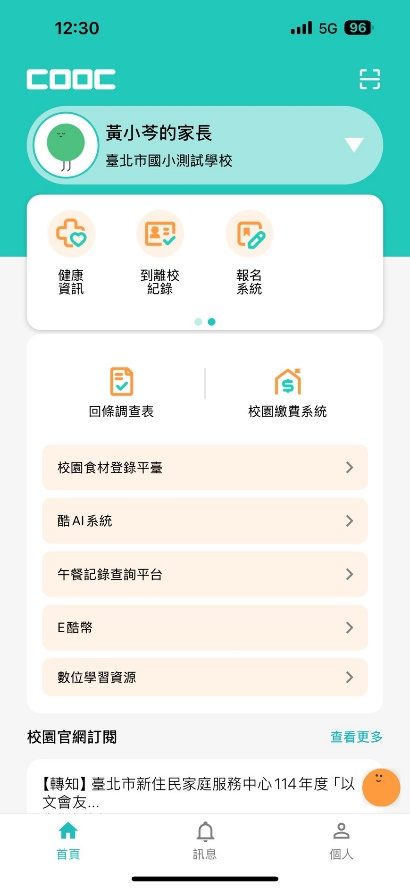 12:30
5G 96
COOC
黃小芩的家長
臺北市國小測試學校
健康
資訊
到離校
紀錄
報名
系統
回條調查表
校園繳費系統
校園食材登錄平臺
酷AI系統
午餐記錄查詢平台
E酷幣
數位學習資源
校園官網訂閱
查看更多
【轉知】臺北市新住民家庭服務中心114年度「以
文會友...
首頁
訊息
個人